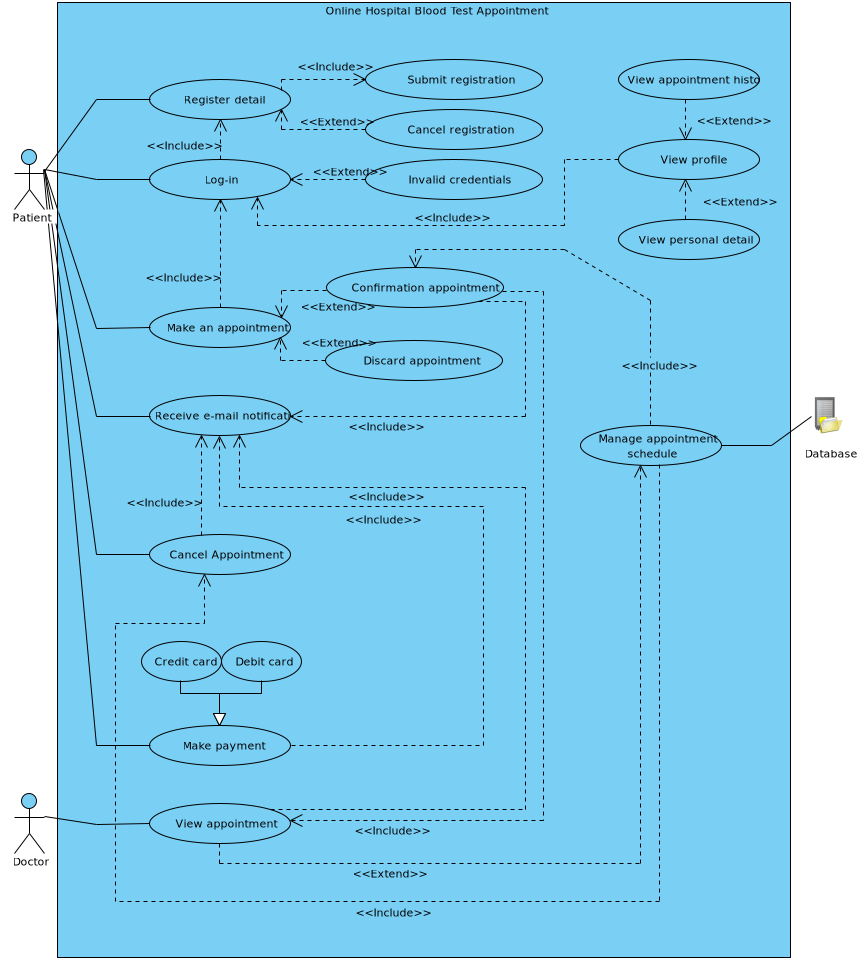 Online Hospital Blood Test Appointment
<<Include>>
Submit registration
View appointment histo
Register detail
<<Extend>>
<<Extend>>
Cancel registration
<<Include>>
View profile
<<Extend>>
Log-in
Invalid credentials
<<Extend>>
Patient
<<Include>>
View personal detail
<<Include>>
Confirmation appointment
<<Extend>>
Make an appointment
<<Extend>>
Discard appointment
<<Include>>
Receive e-mail notificati
<<Include>>
Manage appointment
schedule
Database
<<Include>>
<<Include>>
<<Include>>
Cancel Appointment
Credit card
Debit card
Make payment
View appointment
<<Include>>
Doctor
<<Extend>>
<<Include>>